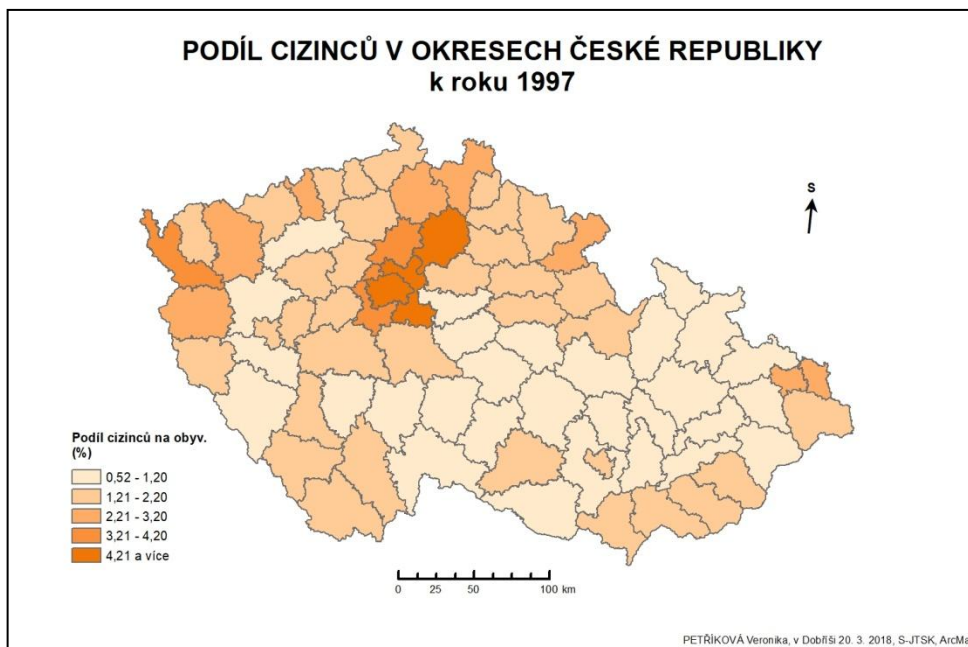 PODÍL CIZINCŮ V OKRESECH ČESKÉ REPUBLIKY
k roku 1997
S
Podíl cizinců na obyv.
(%)
0,52 - 1,20
1,21 - 2,20
2,21 - 3,20
3,21 - 4,20
4,21 a více
0 25 50 100 km
PETŘÍKOVÁ Veronika, v Dobříši 20. 3. 2018, S-JTSK, ArcMa